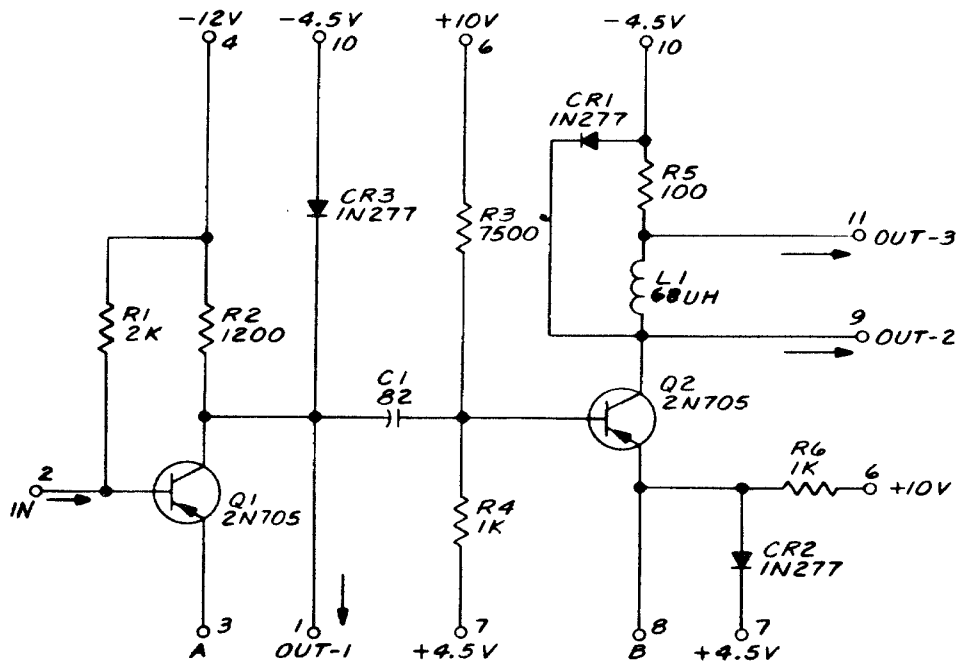 -12V
4
-4.5V
10
+10V
6
-4.5V
10
CR1
1N277
R5
100
CR3
1N277
R3
7500
11
OUT-3
L1
68UH
R1
2K
R2
1200
9
OUT-2
C1
82
Q2
2N705
2
IN
Q1
2N705
R4
1K
R6
1K
6
+10V
CR2
1N277
3
A
1
OUT-1
7
+4.5V
8
B
7
+4.5V